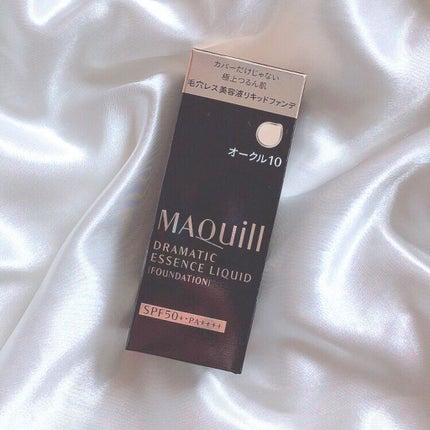 カバーだけじゃない
極上つるん肌
毛穴レス美容液リキッドファンデ
オークル10
MAQuill
DRAMATIC
ESSENCE LIQUID
(FOUNDATION)
SPF50+・PA++++